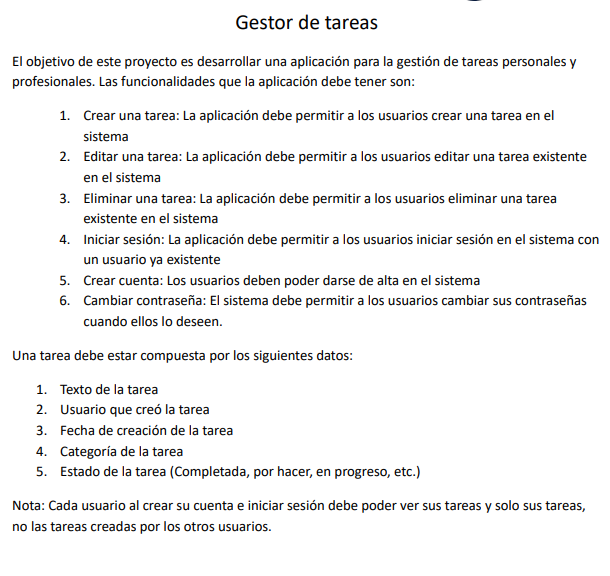 Gestor de tareas
El objetivo de este proyecto es desarrollar una aplicación para la gestión de tareas personales y
profesionales. Las funcionalidades que la aplicación debe tener son:
1. Crear una tarea: La aplicación debe permitir a los usuarios crear una tarea en el
sistema
2. Editar una tarea: La aplicación debe permitir a los usuarios editar una tarea existente
en el sistema
3. Eliminar una tarea: La aplicación debe permitir a los usuarios eliminar una tarea
existente en el sistema
4. Iniciar sesión: La aplicación debe permitir a los usuarios iniciar sesión en el sistema con
un usuario ya existente
5. Crear cuenta: Los usuarios deben poder darse de alta en el sistema
6. Cambiar contraseña: El sistema debe permitir a los usuarios cambiar sus contraseñas
cuando ellos lo deseen.
Una tarea debe estar compuesta por los siguientes datos:
1. Texto de la tarea
2. Usuario que creó la tarea
3. Fecha de creación de la tarea
4. Categoría de la tarea
5. Estado de la tarea (Completada, por hacer, en progreso, etc.)
Nota: Cada usuario al crear su cuenta e iniciar sesión debe poder ver sus tareas y solo sus tareas,
no las tareas creadas por los otros usuarios.